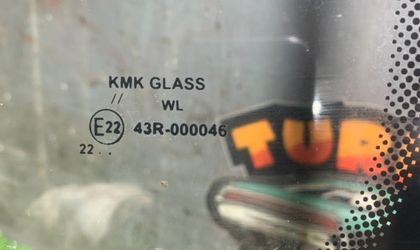 KMK GLASS
// WL
E22 43R-000046
22 . .
TUR